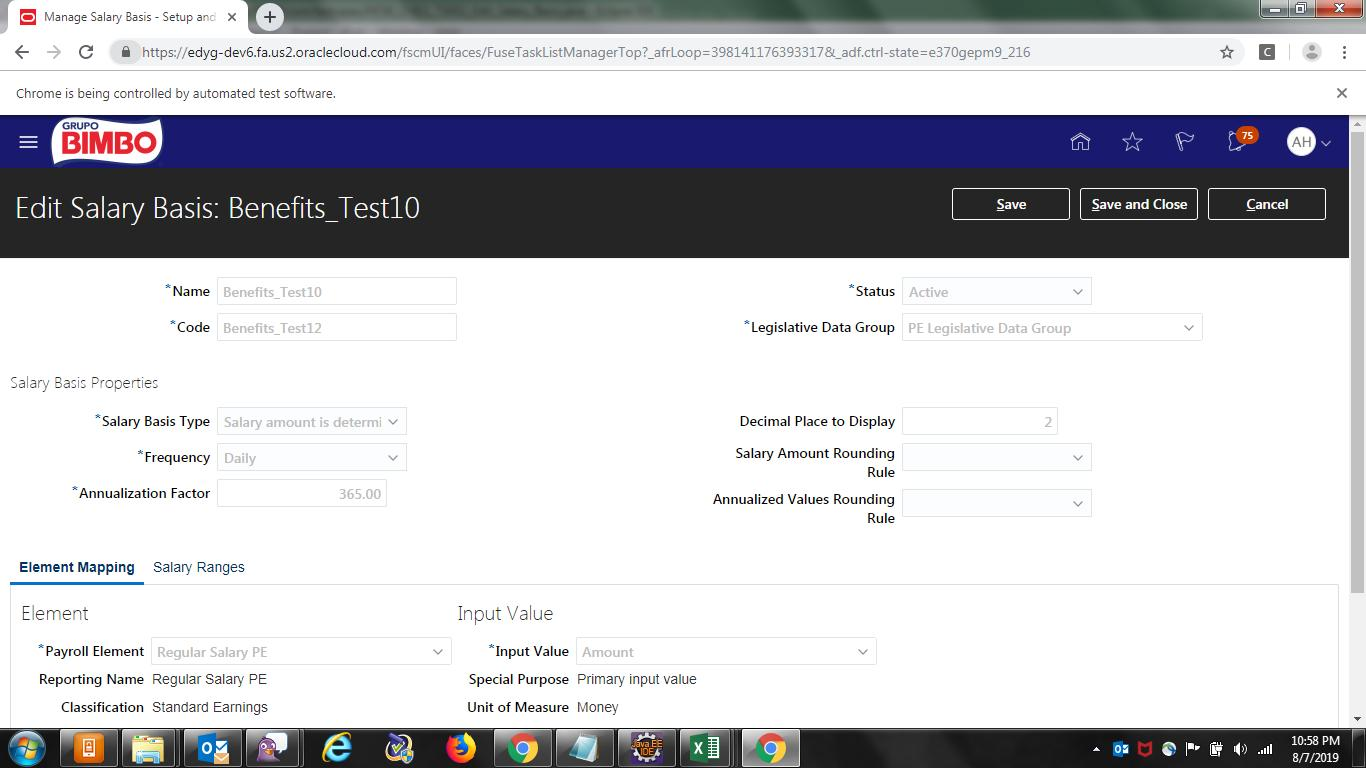 Manage Salary Basis - Setup and
https://edyg-dev6.fa.us2.oraclecloud.com/fscmUI/faces/FuseTaskListManagerTop?_afrLoop=398141176393317&_adf.ctrl-state=e370gepm9_216
C
Chrome is being controlled by automated test software.
GRUPO
BIMBO
75
AH
Edit Salary Basis: Benefits_Test10
Save
Save and Close
Cancel
*Name Benefits_Test10
*Status Active
*Code Benefits_Test12
*Legislative Data Group PE Legislative Data Group
Salary Basis Properties
*Salary Basis Type Salary amount is determi
Decimal Place to Display 2
*Frequency Daily
Salary Amount Rounding
Rule
*Annualization Factor 365.00
Annualized Values Rounding
Rule
Element Mapping Salary Ranges
Element
Input Value
*Payroll Element Regular Salary PE
*Input Value Amount
Reporting Name Regular Salary PE
Special Purpose Primary input value
Classification Standard Earnings
Unit of Measure Money
Java EE
IDE
10:58 PM
8/7/2019